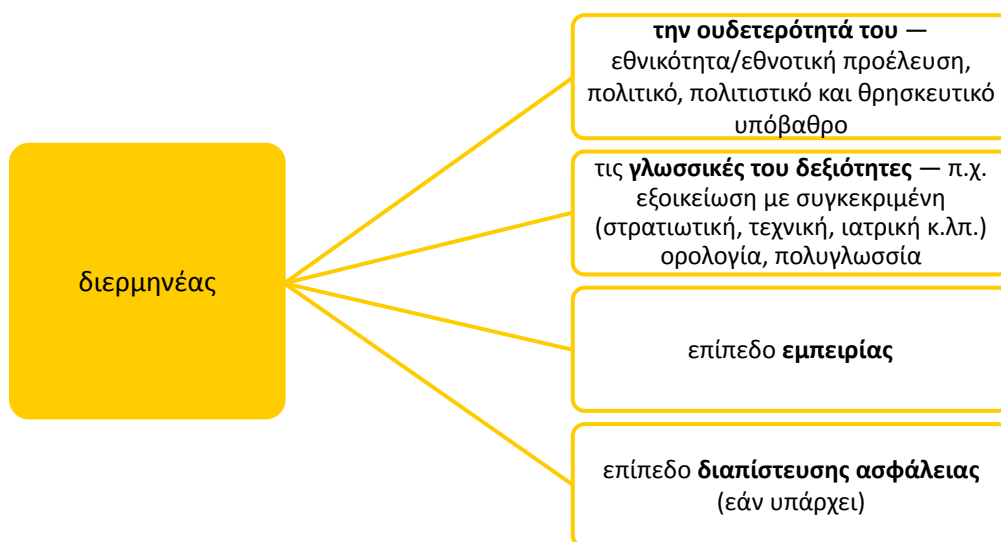 διερμηνέας
την ουδετερότητά του —
εθνικότητα/εθνοτική προέλευση,
πολιτικό, πολιτιστικό και θρησκευτικό
υπόβαθρο
τις γλωσσικές του δεξιότητες — π.χ.
εξοικείωση με συγκεκριμένη
(στρατιωτική, τεχνική, ιατρική κ.λπ.)
ορολογία, πολυγλωσσία
επίπεδο εμπειρίας
επίπεδο διαπίστευσης ασφάλειας
(εάν υπάρχει)